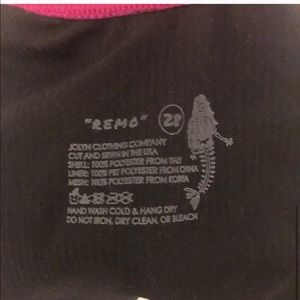 "REMO" 28
JOLYN CLOTHING COMPANY
CUT AND SEWN IN THE USA
SHELL: 100% POLYESTER FROM ITALY
LINER: 100% PBT POLYESTER FROM CHINA
MESH: 100% POLYESTER FROM KOREA
HAND WASH COLD & HANG DRY
DO NOT IRON, DRY CLEAN, OR BLEACH